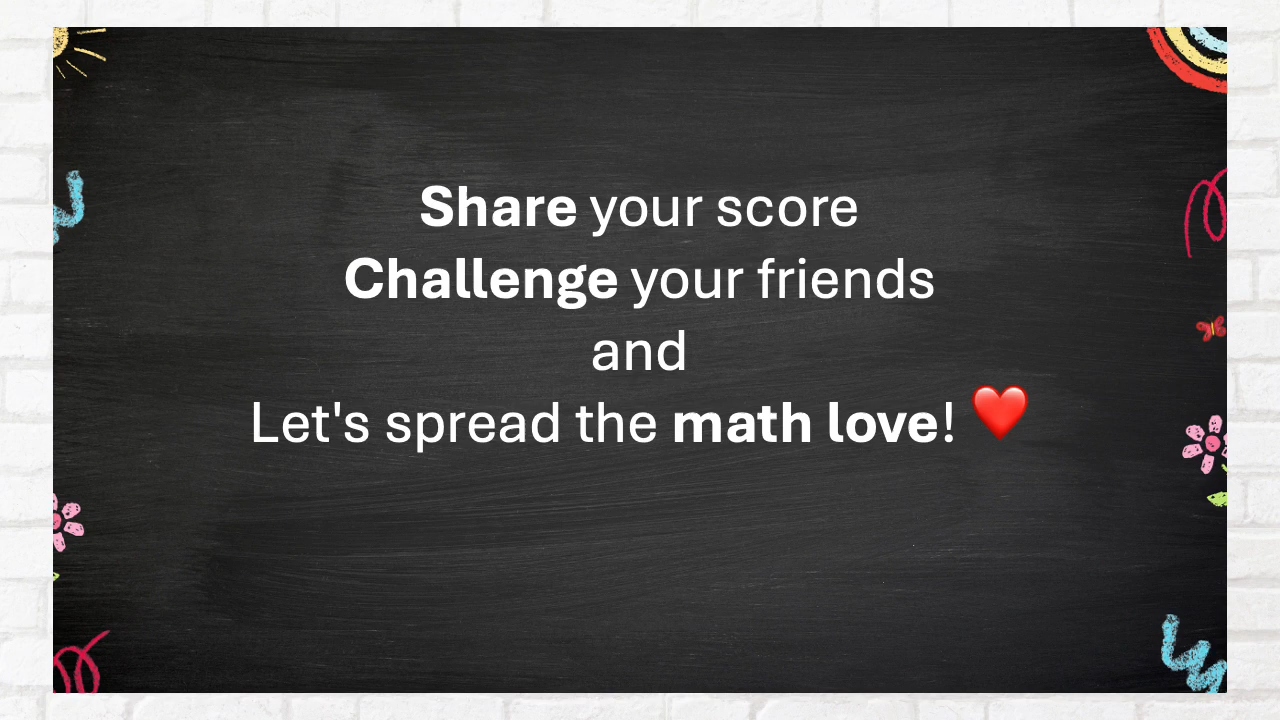 Share your score
Challenge your friends
and
Let's spread the math love! ❤️